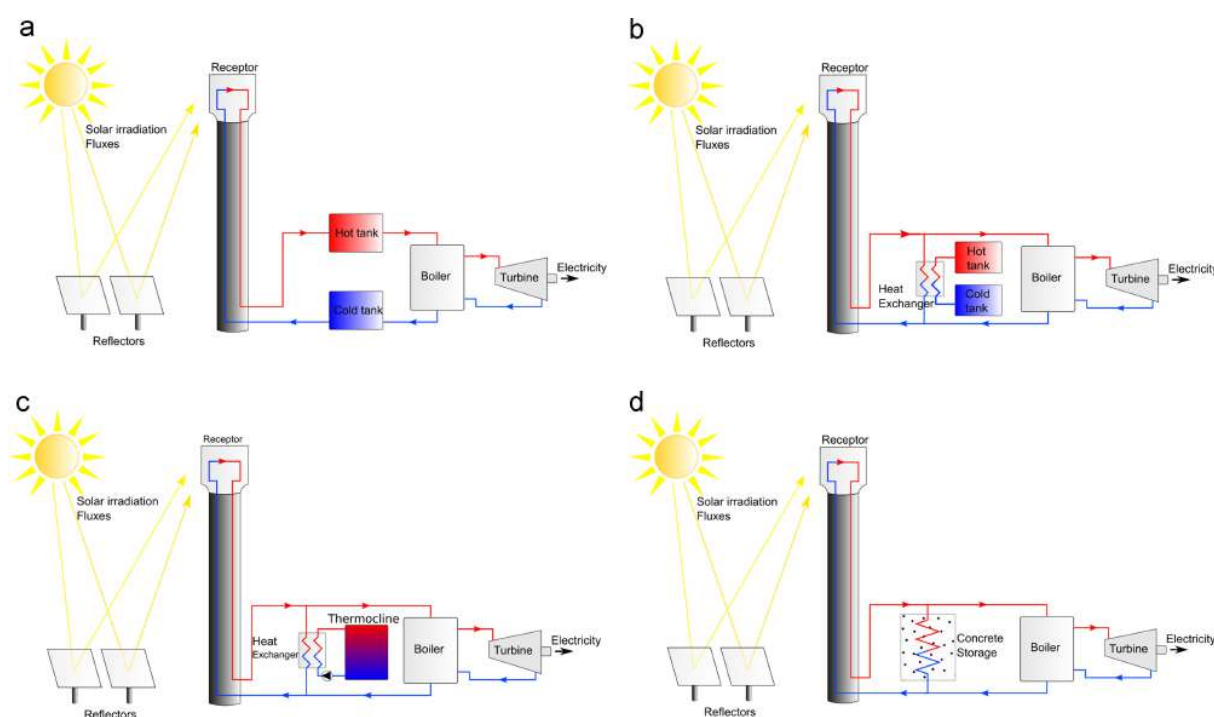 a
Receptor
Solar irradiation
Fluxes
Hot tank
Boiler
Turbine
Electricity
Cold tank
Reflectors
b
Receptor
Solar irradiation
Fluxes
Hot
tank
Heat
Exchanger
Cold
tank
Boiler
Turbine
Electricity
Reflectors
c
Receptor
Solar irradiation
Fluxes
Heat
Exchanger
Thermocline
Boiler
Turbine
Electricity
Reflectors
d
Receptor
Solar irradiation
Fluxes
Concrete
Storage
Boiler
Turbine
Electricity
Reflectors